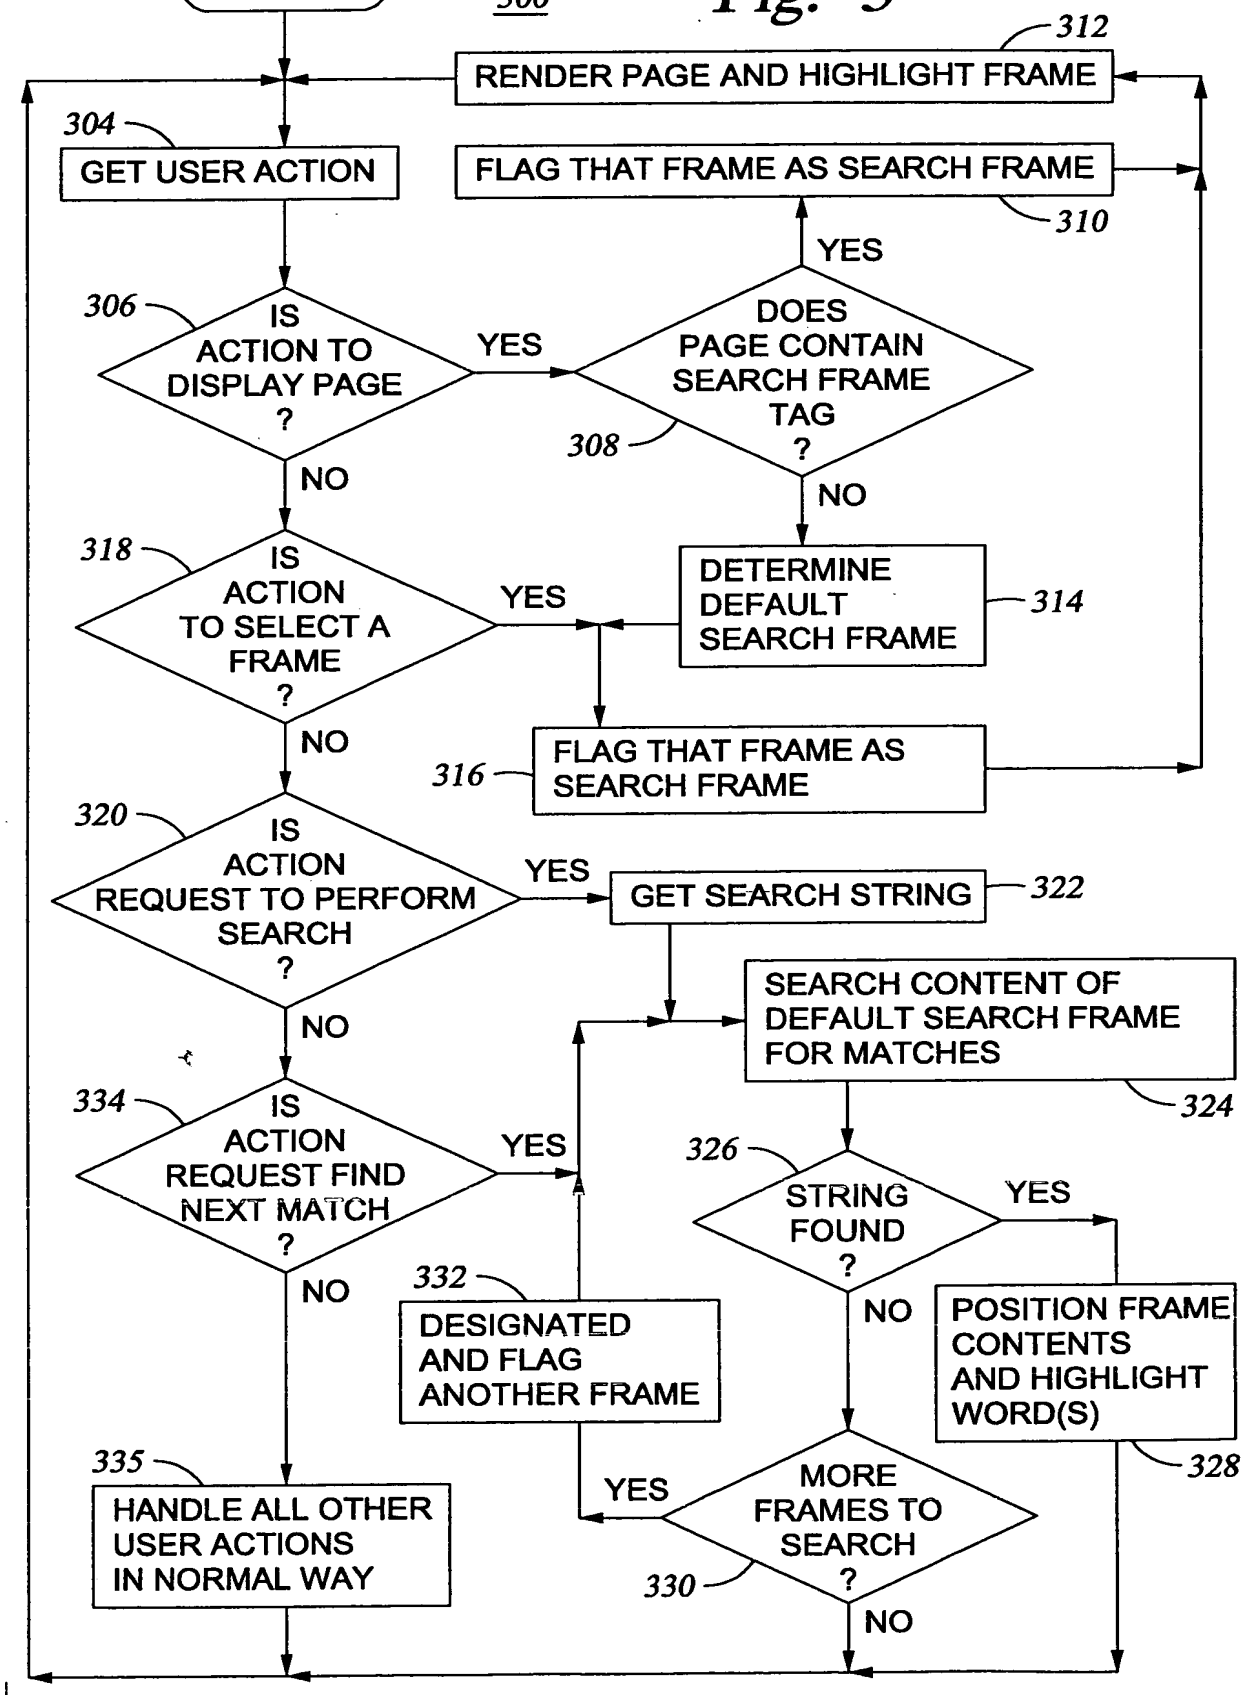 300
Fig. 3
312
RENDER PAGE AND HIGHLIGHT FRAME
304
GET USER ACTION
FLAG THAT FRAME AS SEARCH FRAME
310
YES
306
IS
ACTION TO
DISPLAY PAGE
?
YES
DOES
PAGE CONTAIN
SEARCH FRAME
TAG
?
308
NO
NO
318
IS
ACTION
TO SELECT A
FRAME
?
YES
DETERMINE
DEFAULT
SEARCH FRAME
314
NO
316
FLAG THAT FRAME AS
SEARCH FRAME
320
IS
ACTION
REQUEST TO PERFORM
SEARCH
?
YES
GET SEARCH STRING
322
NO
SEARCH CONTENT OF
DEFAULT SEARCH FRAME
FOR MATCHES
324
334
IS
ACTION
REQUEST FIND
NEXT MATCH
?
YES
326
STRING
FOUND
?
YES
NO
NO
332
DESIGNATED
AND FLAG
ANOTHER FRAME
POSITION FRAME
CONTENTS
AND HIGHLIGHT
WORD(S)
328
335
HANDLE ALL OTHER
USER ACTIONS
IN NORMAL WAY
YES
MORE
FRAMES TO
SEARCH
?
330
NO